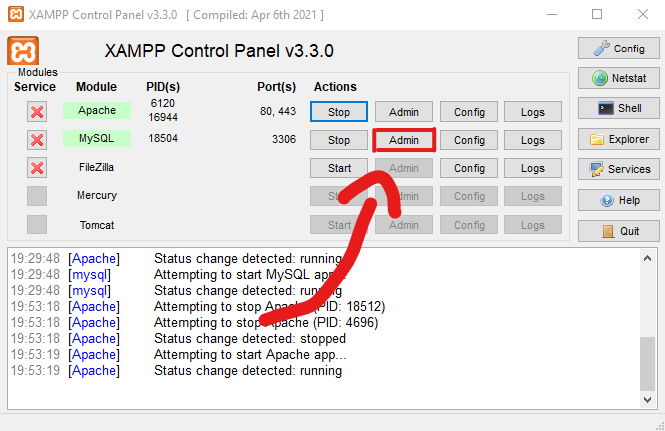 XAMPP Control Panel v3.3.0 [ Compiled: Apr 6th 2021 ]
XAMPP Control Panel v3.3.0
Config
Modules
Service Module PID(s) Port(s) Actions
Netstat
Apache 6120 16944 80, 443 Stop Admin Config Logs
Shell
MySQL 18504 3306 Stop Admin Config Logs
Explorer
FileZilla Start Admin Config Logs
Services
Mercury Start Admin Config Logs
Help
Tomcat Start Admin Config Logs
Quit
19:29:48 [Apache] Status change detected: running
19:29:48 [mysql] Attempting to start MySQL app...
19:29:48 [mysql] Status change detected: running
19:53:18 [Apache] Attempting to stop Apache (PID: 18512)
19:53:18 [Apache] Attempting to stop Apache (PID: 4696)
19:53:18 [Apache] Status change detected: stopped
19:53:19 [Apache] Attempting to start Apache app...
19:53:19 [Apache] Status change detected: running